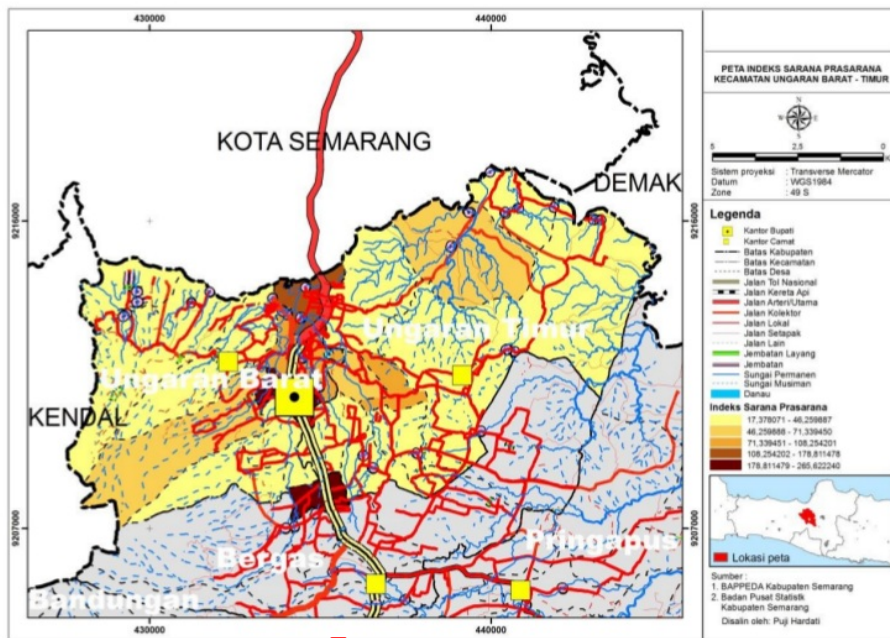 430000
440000
KOTA SEMARANG
DEMAK
9216000
9216000
Ungaran Timur
Ungaran Barat
KENDAL
9207000
9207000
Bergas
Pringapus
Bandungan
430000
440000
PETA INDEKS SARANA PRASARANA
KECAMATAN UNGARAN BARAT - TIMUR
N
W E
S
5 2,5 0
Sistem proyeksi : Transverse Mercator
Datum : WGS1984
Zone : 49 S
Legenda
Kantor Bupati
Kantor Camat
Batas Kabupaten
Batas Kecamatan
Batas Desa
Jalan Tol Nasional
Jalan Kereta Api
Jalan Arteri/Utama
Jalan Kolektor
Jalan Lokal
Jalan Setapak
Jalan Lain
Jembatan Layang
Jembatan
Sungai Permanen
Sungai Musiman
Danau
Indeks Sarana Prasarana
17,378071 - 46,259887
46,259888 - 71,339450
71,339451 - 108,254201
108,254202 - 178,811478
178,811479 - 265,622240
Lokasi peta
Sumber :
1. BAPPEDA Kabupaten Semarang
2. Badan Pusat Statistk
Kabupaten Semarang
Disalin oleh: Puji Hardati